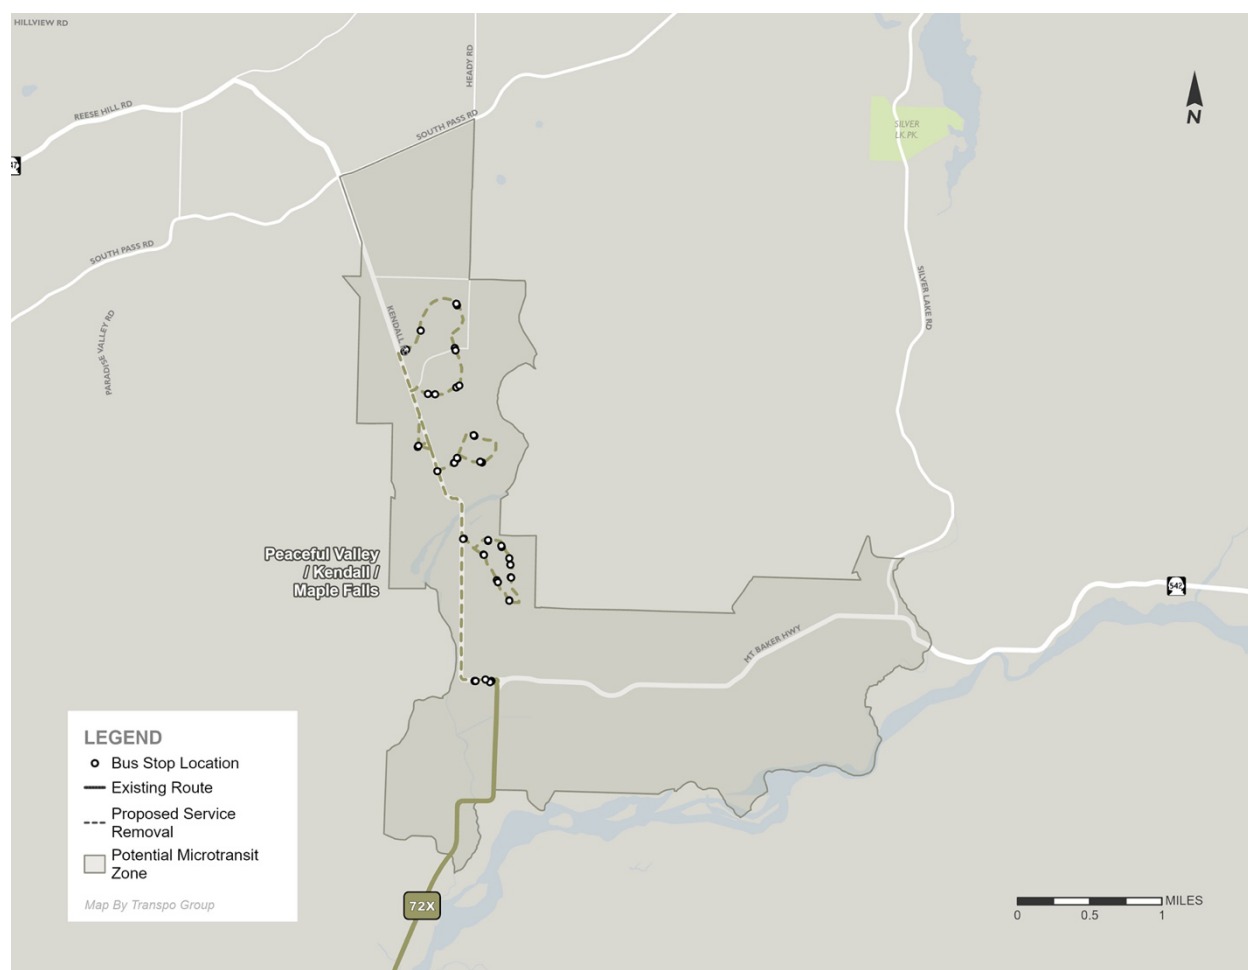 HILLVIEW RD
HEADY RD
REESE HILL RD
SOUTH PASS RD
N
SILVER
LK.PK.
SOUTH PASS RD
SILVER LAKE RD
KENDALL R
PARADISE VALLEY RD
Peaceful Valley
/ Kendall /
Maple Falls
542
MT BAKER HWY
LEGEND
Bus Stop Location
Existing Route
Proposed Service
Removal
Potential Microtransit
Zone
Map By Transpo Group
72X
MILES
0 0.5 1